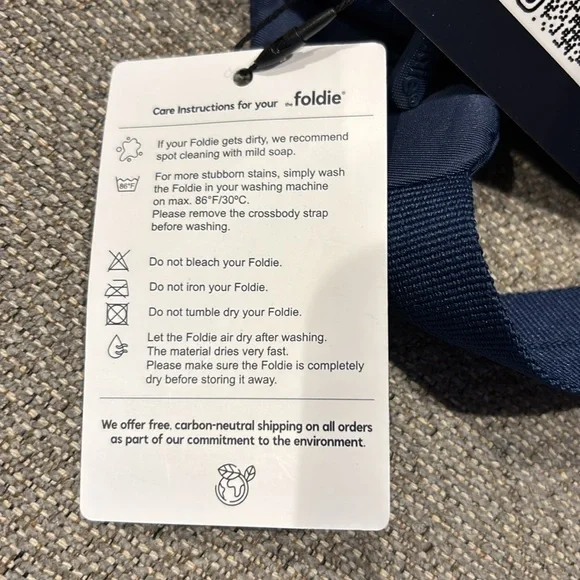 Care Instructions for your the foldie®
If your Foldie gets dirty, we recommend
spot cleaning with mild soap.
86°F
For more stubborn stains, simply wash
the Foldie in your washing machine
on max. 86°F/30ºC.
Please remove the crossbody strap
before washing.
Do not bleach your Foldie.
Do not iron your Foldie.
Do not tumble dry your Foldie.
Let the Foldie air dry after washing.
The material dries very fast.
Please make sure the Foldie is completely
dry before storing it away.
We offer free, carbon-neutral shipping on all orders
as part of our commitment to the environment.